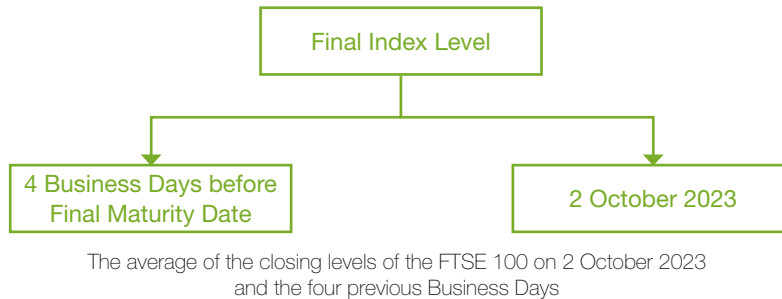 Final Index Level
4 Business Days before
Final Maturity Date
2 October 2023
The average of the closing levels of the FTSE 100 on 2 October 2023
and the four previous Business Days